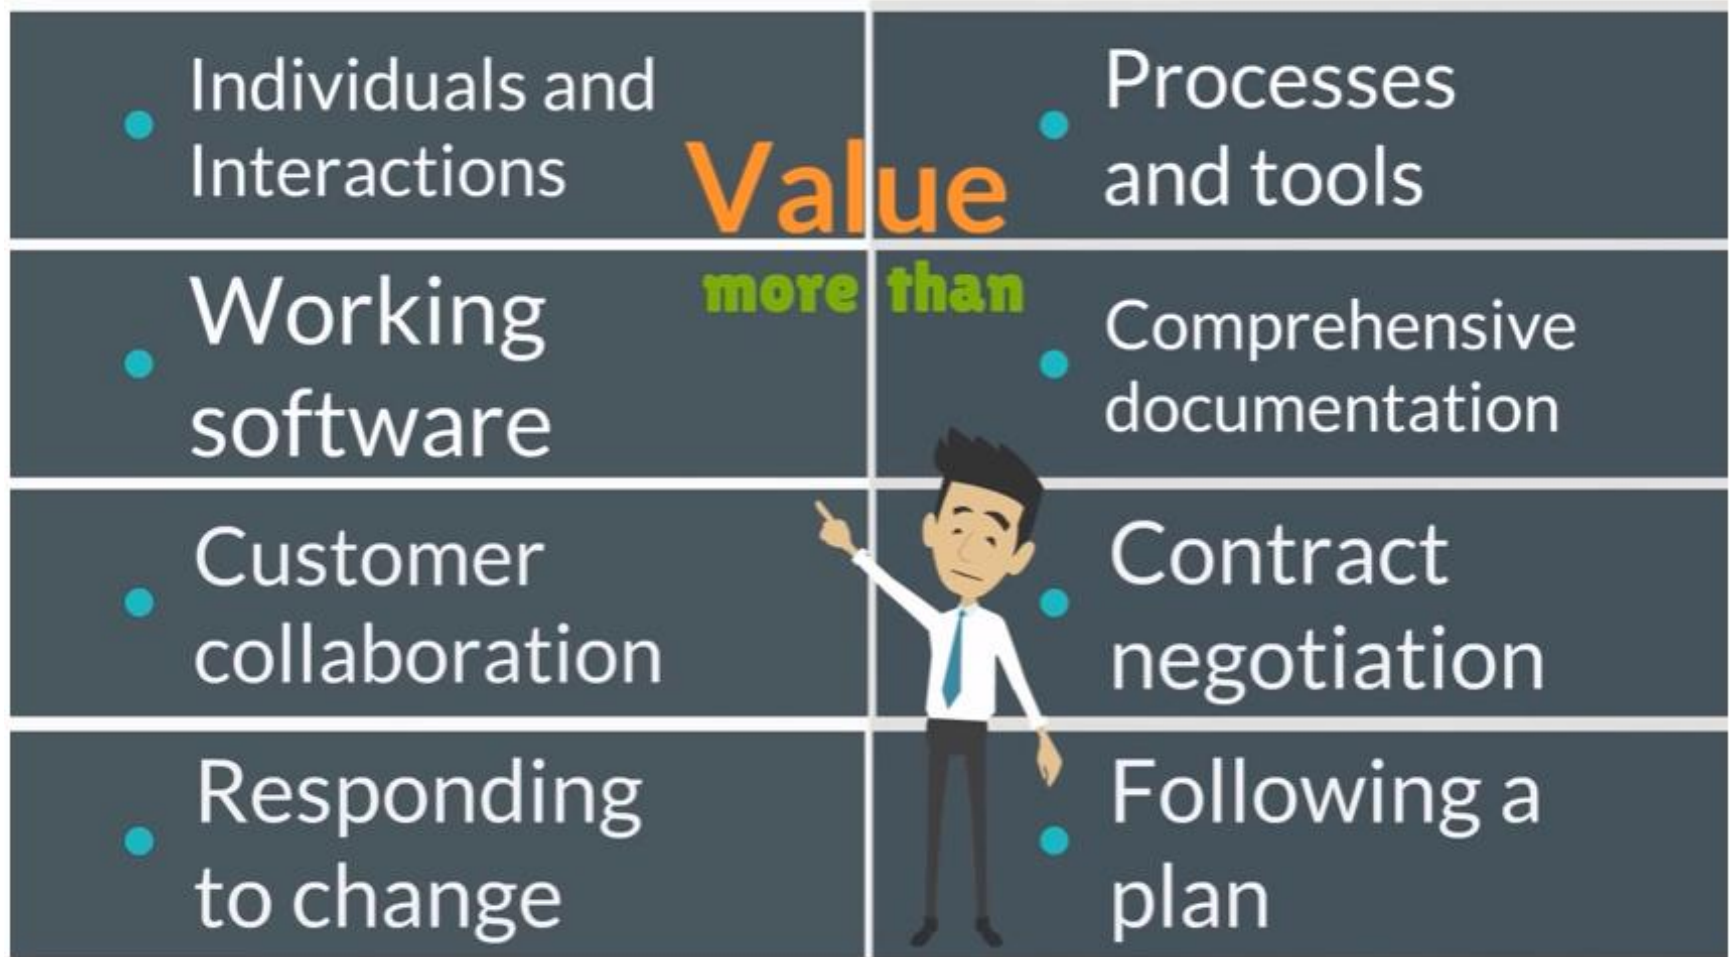 Individuals and
Interactions
Value
more than
Processes
and tools
Working
software
Comprehensive
documentation
Customer
collaboration
Contract
negotiation
Responding
to change
Following a
plan